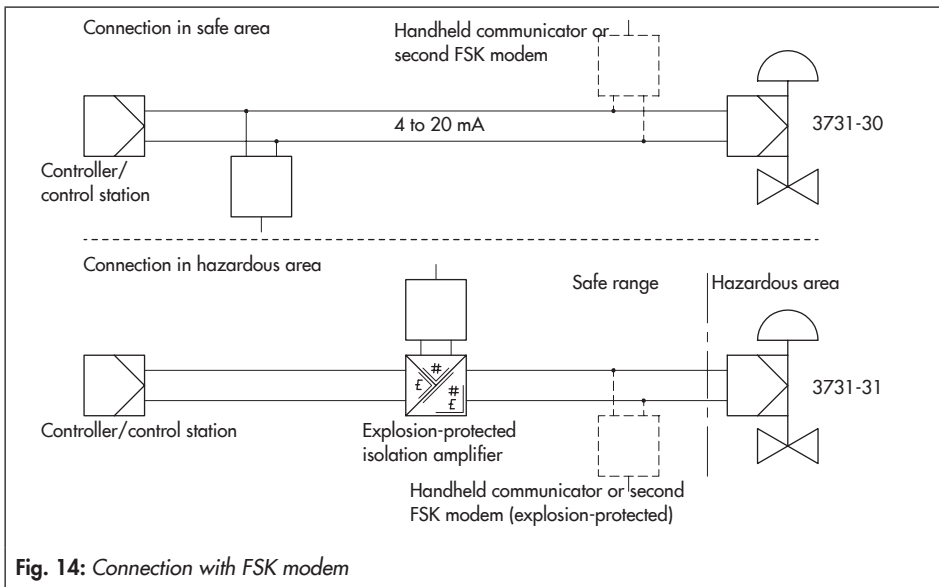 Connection in safe area
Handheld communicator or
second FSK modem
4 to 20 mA
3731-30
Controller/
control station
Connection in hazardous area
Safe range
Hazardous area
#
£
#
£
3731-31
Controller/control station
Explosion-protected
isolation amplifier
Handheld communicator or second
FSK modem (explosion-protected)
Fig. 14: Connection with FSK modem